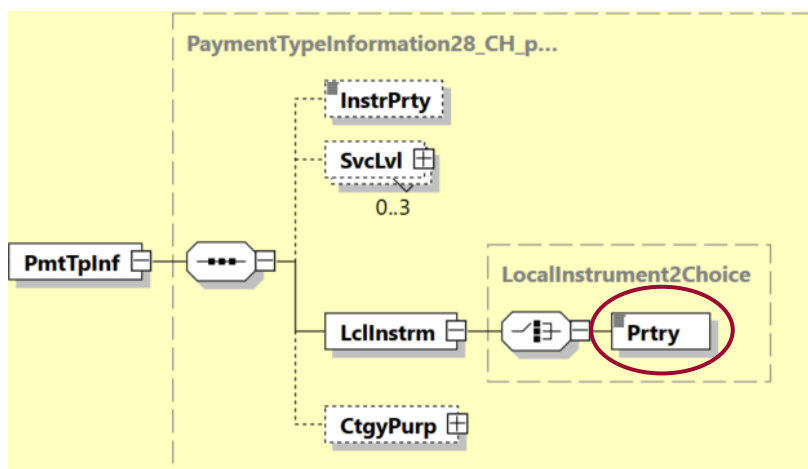 PaymentTypeInformation28_CH_p...
InstrPrty
SvcLvl
0..3
PmtTpInf
LocalInstrument2Choice
LclInstrm
Prtry
CtgyPurp